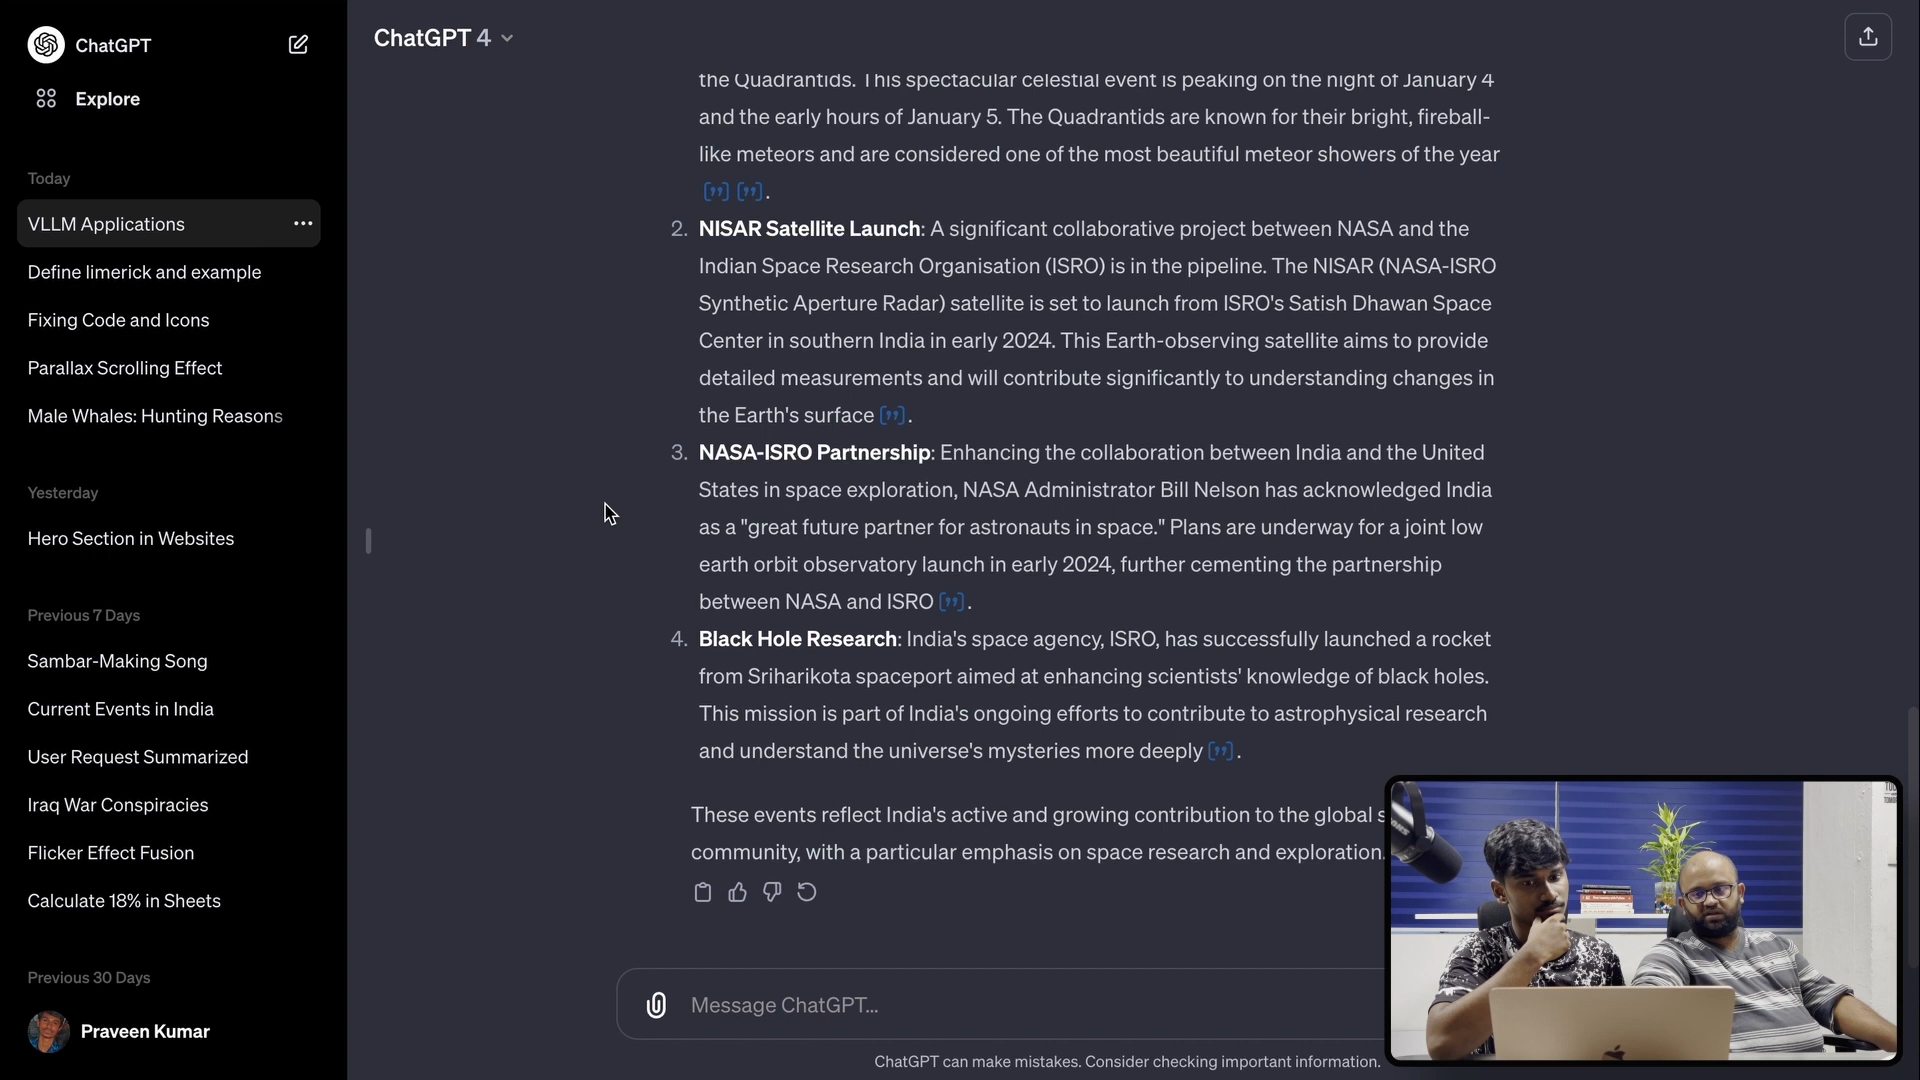 ChatGPT
Explore
Today
VLLM Applications
Define limerick and example
Fixing Code and Icons
Parallax Scrolling Effect
Male Whales: Hunting Reasons
Yesterday
Hero Section in Websites
Previous 7 Days
Sambar-Making Song
Current Events in India
User Request Summarized
Iraq War Conspiracies
Flicker Effect Fusion
Calculate 18% in Sheets
Previous 30 Days
Praveen Kumar
ChatGPT 4
the Quadrantids. This spectacular celestial event is peaking on the night of January 4
and the early hours of January 5. The Quadrantids are known for their bright, fireball-
like meteors and are considered one of the most beautiful meteor showers of the year
["] ["].
2. NISAR Satellite Launch: A significant collaborative project between NASA and the
Indian Space Research Organisation (ISRO) is in the pipeline. The NISAR (NASA-ISRO
Synthetic Aperture Radar) satellite is set to launch from ISRO's Satish Dhawan Space
Center in southern India in early 2024. This Earth-observing satellite aims to provide
detailed measurements and will contribute significantly to understanding changes in
the Earth's surface ["].
3. NASA-ISRO Partnership: Enhancing the collaboration between India and the United
States in space exploration, NASA Administrator Bill Nelson has acknowledged India
as a "great future partner for astronauts in space." Plans are underway for a joint low
earth orbit observatory launch in early 2024, further cementing the partnership
between NASA and ISRO ["].
4. Black Hole Research: India's space agency, ISRO, has successfully launched a rocket
from Sriharikota spaceport aimed at enhancing scientists' knowledge of black holes.
This mission is part of India's ongoing efforts to contribute to astrophysical research
and understand the universe's mysteries more deeply ["].
These events reflect India's active and growing contribution to the global
community, with a particular emphasis on space research and exploration.
Message ChatGPT...
ChatGPT can make mistakes. Consider checking important information.